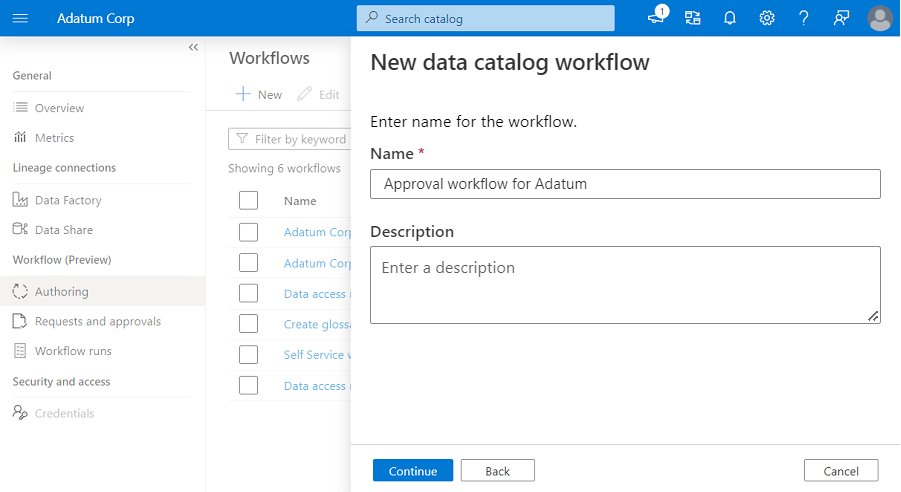 Adatum Corp
Search catalog
1
General
Overview
Metrics
Lineage connections
Data Factory
Data Share
Workflow (Preview)
Authoring
Requests and approvals
Workflow runs
Security and access
Credentials
Workflows
New Edit
Filter by keyword
Showing 6 workflows
Name
Adatum Corp
Adatum Corp
Data access
Create gloss
Self Service
Data access
New data catalog workflow
Enter name for the workflow.
Name *
Approval workflow for Adatum
Description
Enter a description
Continue Back Cancel